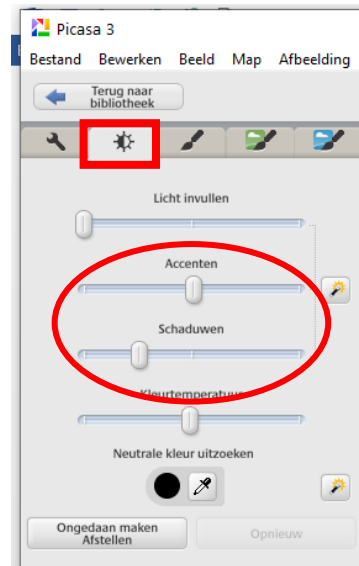 Picasa 3
Bestand Bewerken Beeld Map Afbeelding
Terug naar
bibliotheek
Licht invullen
Accenten
Schaduwen
Kleurtemperatuur
Neutrale kleur uitzoeken
Ongedaan maken
Afstellen
Opnieuw